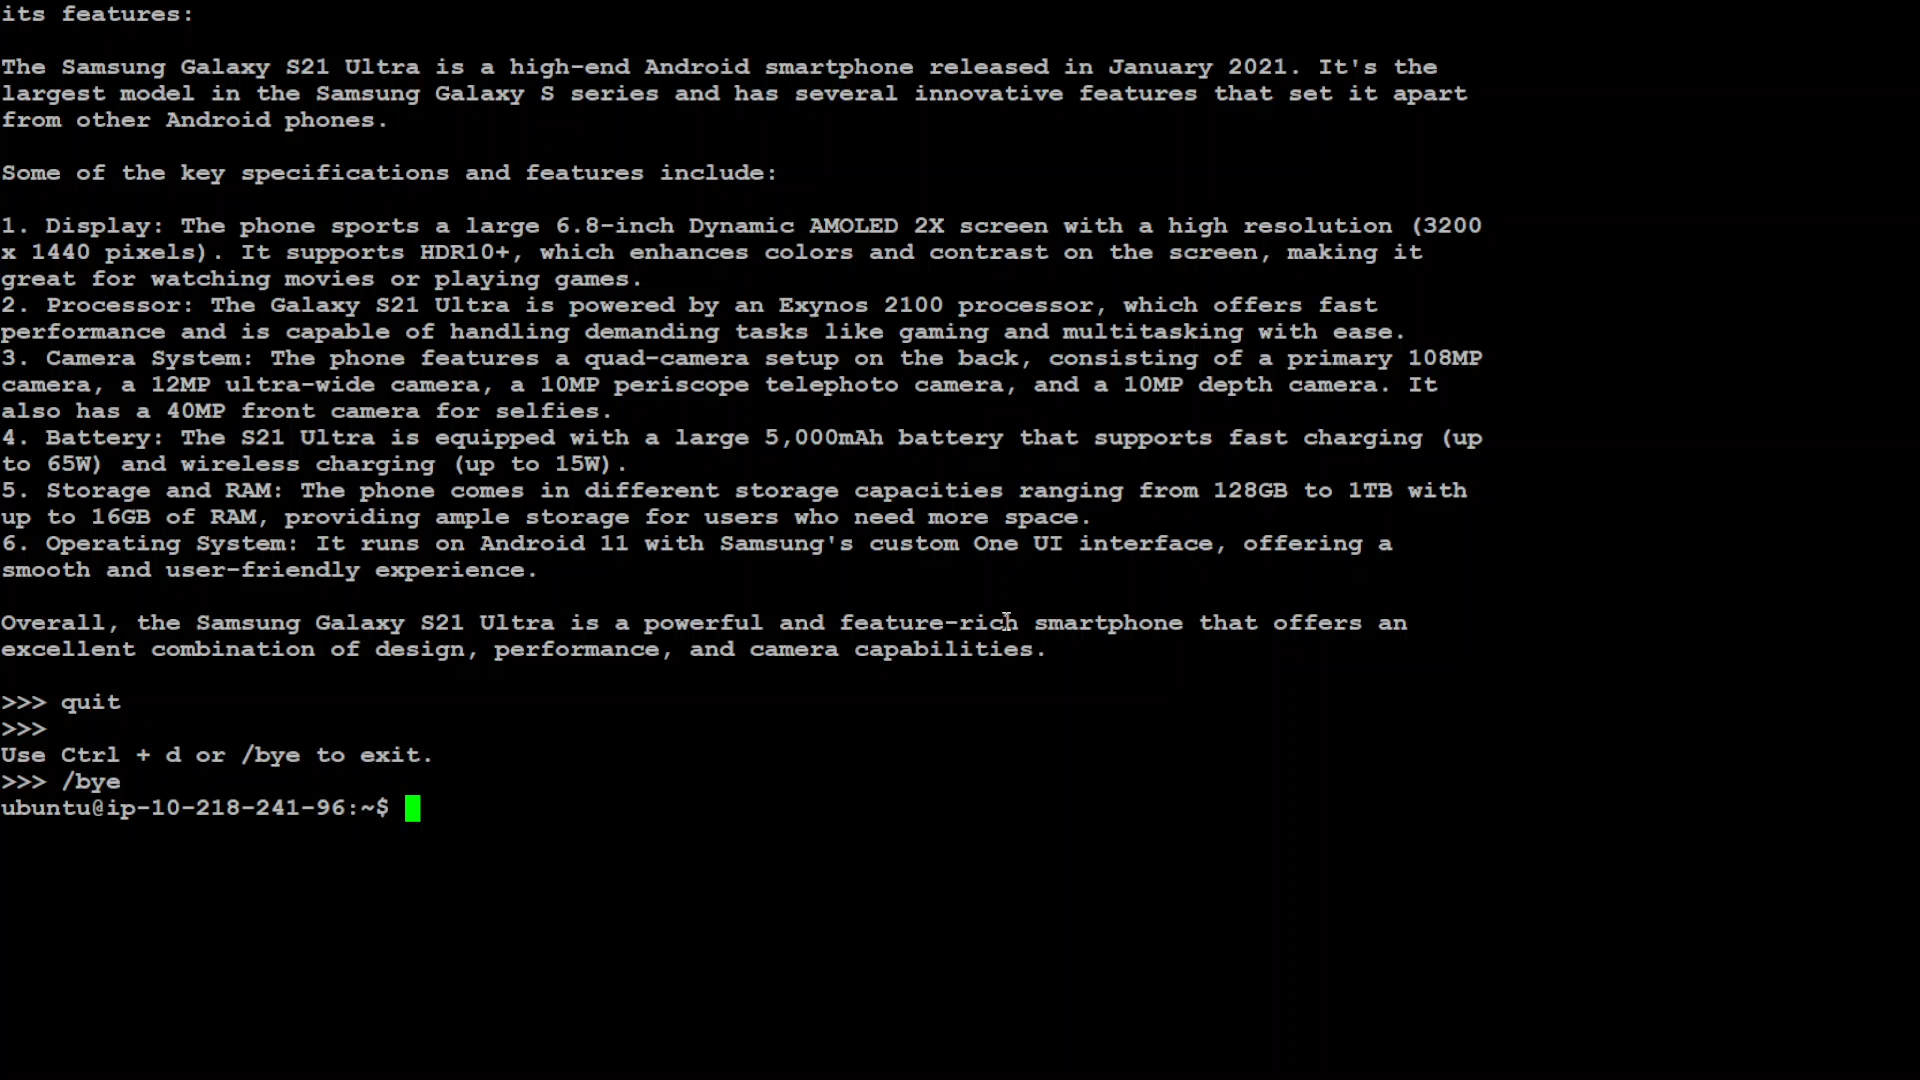 its features:
The Samsung Galaxy S21 Ultra is a high-end Android smartphone released in January 2021. It's the
largest model in the Samsung Galaxy S series and has several innovative features that set it apart
from other Android phones.
Some of the key specifications and features include:
1. Display: The phone sports a large 6.8-inch Dynamic AMOLED 2X screen with a high resolution (3200
x 1440 pixels). It supports HDR10+, which enhances colors and contrast on the screen, making it
great for watching movies or playing games.
2. Processor: The Galaxy S21 Ultra is powered by an Exynos 2100 processor, which offers fast
performance and is capable of handling demanding tasks like gaming and multitasking with ease.
3. Camera System: The phone features a quad-camera setup on the back, consisting of a primary 108MP
camera, a 12MP ultra-wide camera, a 10MP periscope telephoto camera, and a 10MP depth camera. It
also has a 40MP front camera for selfies.
4. Battery: The S21 Ultra is equipped with a large 5,000mAh battery that supports fast charging (up
to 65W) and wireless charging (up to 15W).
5. Storage and RAM: The phone comes in different storage capacities ranging from 128GB to 1TB with
up to 16GB of RAM, providing ample storage for users who need more space.
6. Operating System: It runs on Android 11 with Samsung's custom One UI interface, offering a
smooth and user-friendly experience.
Overall, the Samsung Galaxy S21 Ultra is a powerful and feature-rich smartphone that offers an
excellent combination of design, performance, and camera capabilities.
>>> quit
>>>
Use Ctrl + d or /bye to exit.
>>> /bye
ubuntu@ip-10-218-241-96:~$